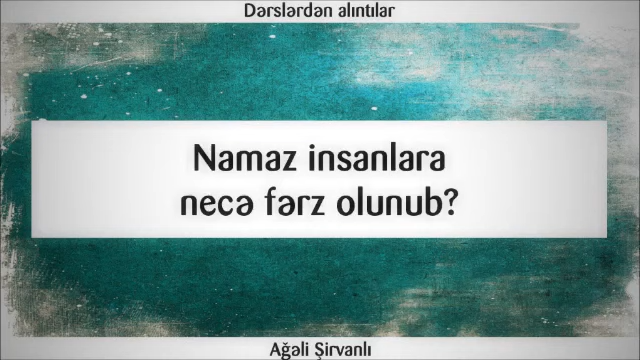 Dərslərdən alıntılar
Namaz insanlara
necə fərz olunub?
Ağəli Şirvanlı